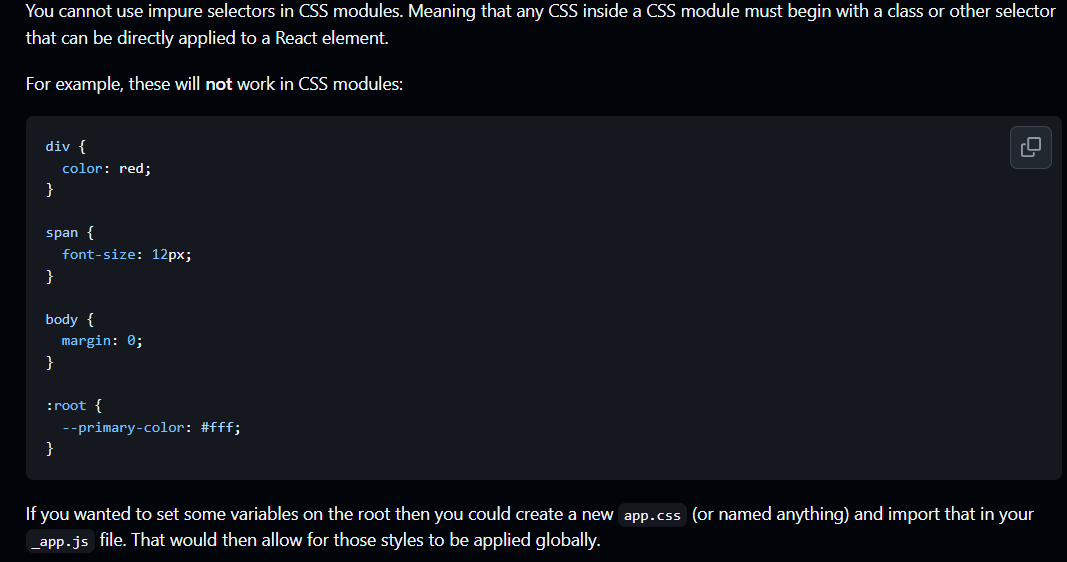 You cannot use impure selectors in CSS modules. Meaning that any CSS inside a CSS module must begin with a class or other selector
that can be directly applied to a React element.
For example, these will not work in CSS modules:
div {
  color: red;
}
span {
  font-size: 12px;
}
body {
  margin: 0;
}
:root {
  --primary-color: #fff;
}
If you wanted to set some variables on the root then you could create a new app.css (or named anything) and import that in your
_app.js file. That would then allow for those styles to be applied globally.